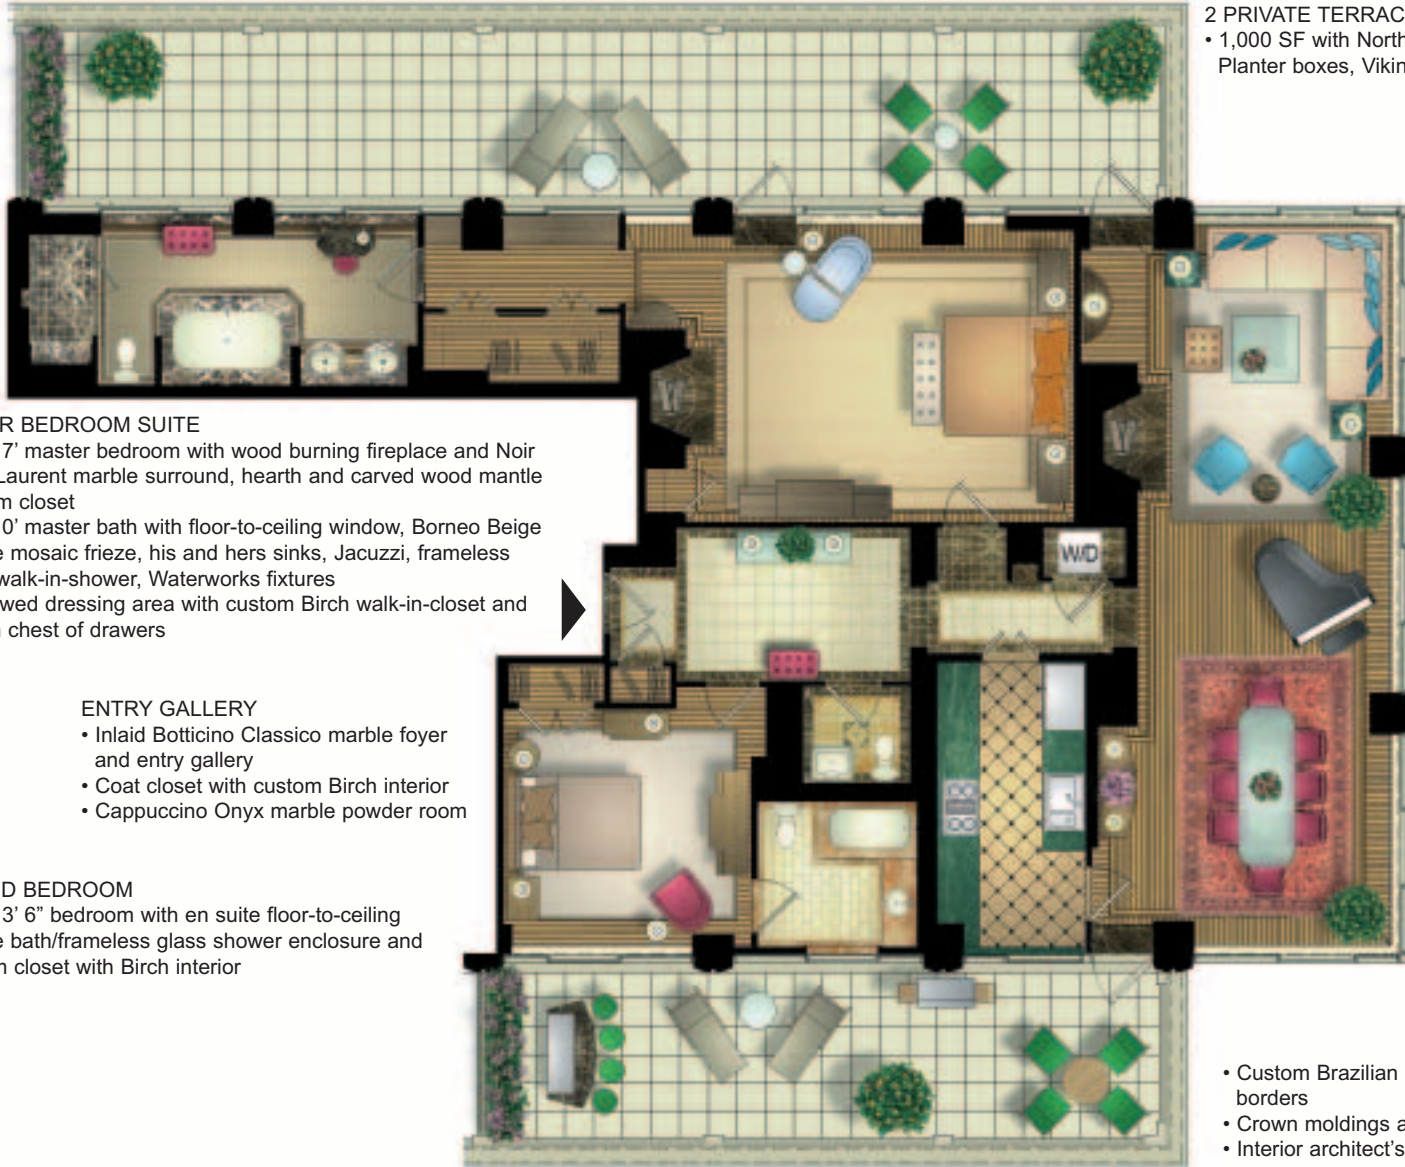 2 PRIVATE TERRAC
• 1,000 SF with North
Planter boxes, Vikin
R BEDROOM SUITE
7’ master bedroom with wood burning fireplace and Noir
Laurent marble surround, hearth and carved wood mantle
m closet
0’ master bath with floor-to-ceiling window, Borneo Beige
e mosaic frieze, his and hers sinks, Jacuzzi, frameless
walk-in-shower, Waterworks fixtures
wed dressing area with custom Birch walk-in-closet and
chest of drawers
W/D
ENTRY GALLERY
• Inlaid Botticino Classico marble foyer
and entry gallery
• Coat closet with custom Birch interior
• Cappuccino Onyx marble powder room
D BEDROOM
3’ 6” bedroom with en suite floor-to-ceiling
e bath/frameless glass shower enclosure and
m closet with Birch interior
• Custom Brazilian
borders
• Crown moldings a
• Interior architect’s